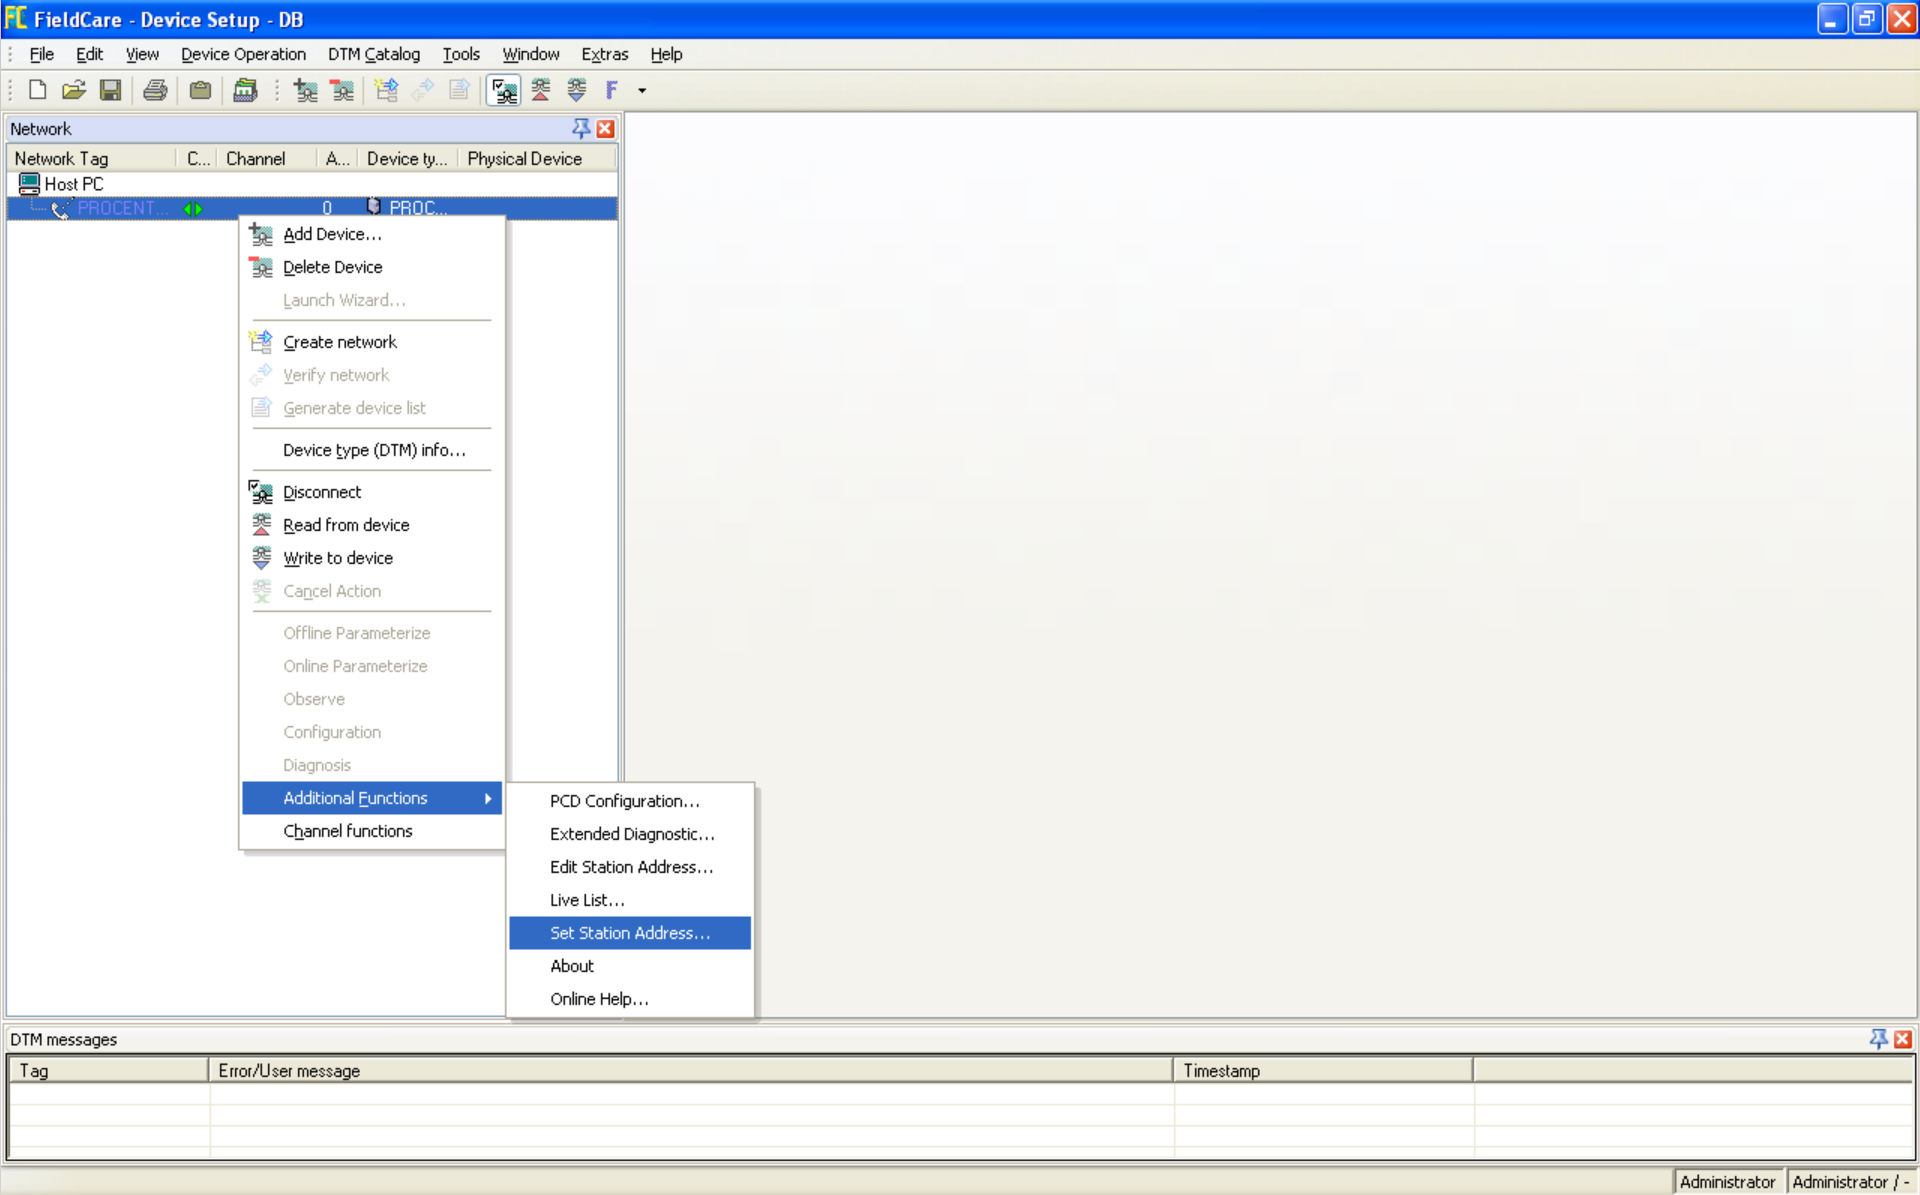 FC FieldCare - Device Setup - DB
File Edit View Device Operation DTM Catalog Tools Window Extras Help
F
Network
Network Tag C... Channel A... Device ty... Physical Device
Host PC
PROCENT... 0 PROC...
Add Device...
Delete Device
Launch Wizard...
Create network
Verify network
Generate device list
Device type (DTM) info...
Disconnect
Read from device
Write to device
Cancel Action
Offline Parameterize
Online Parameterize
Observe
Configuration
Diagnosis
Additional Functions
Channel functions
PCD Configuration...
Extended Diagnostic...
Edit Station Address...
Live List...
Set Station Address...
About
Online Help...
DTM messages
Tag Error/User message Timestamp
Administrator Administrator / -